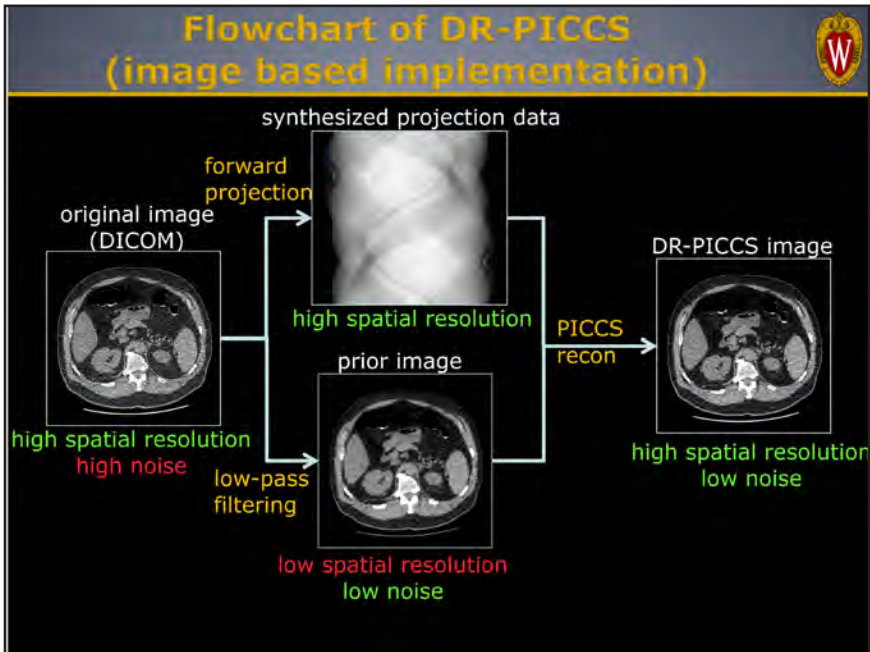 Flowchart of DR-PICCS
(image based implementation)
W
synthesized projection data
forward
projection
original image
(DICOM)
high spatial resolution
high noise
high spatial resolution
prior image
low-pass
filtering
low spatial resolution
low noise
PICCS
recon
DR-PICCS image
high spatial resolution
low noise